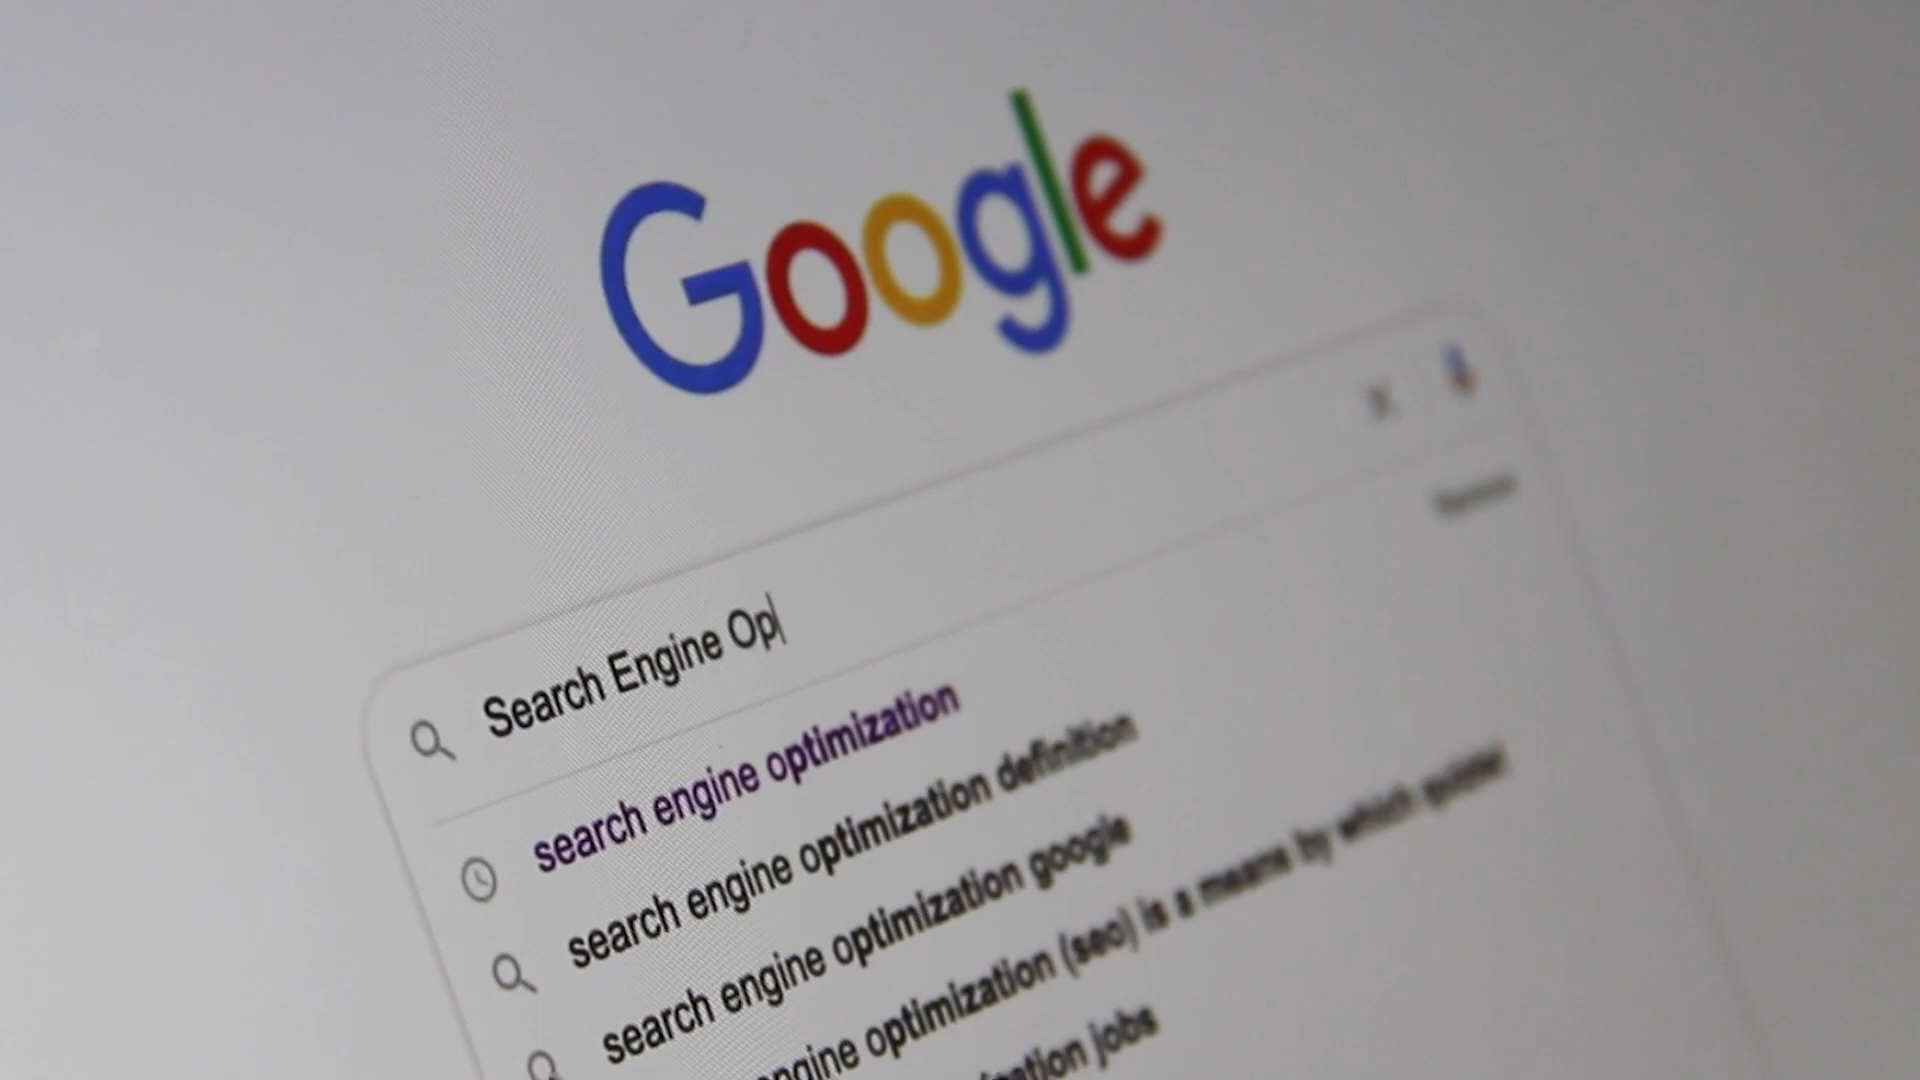 Google
Search Engine Op
search engine optimization
search engine optimization definition
search engine optimization google
engine optimization (seo) is a means by which
jobs